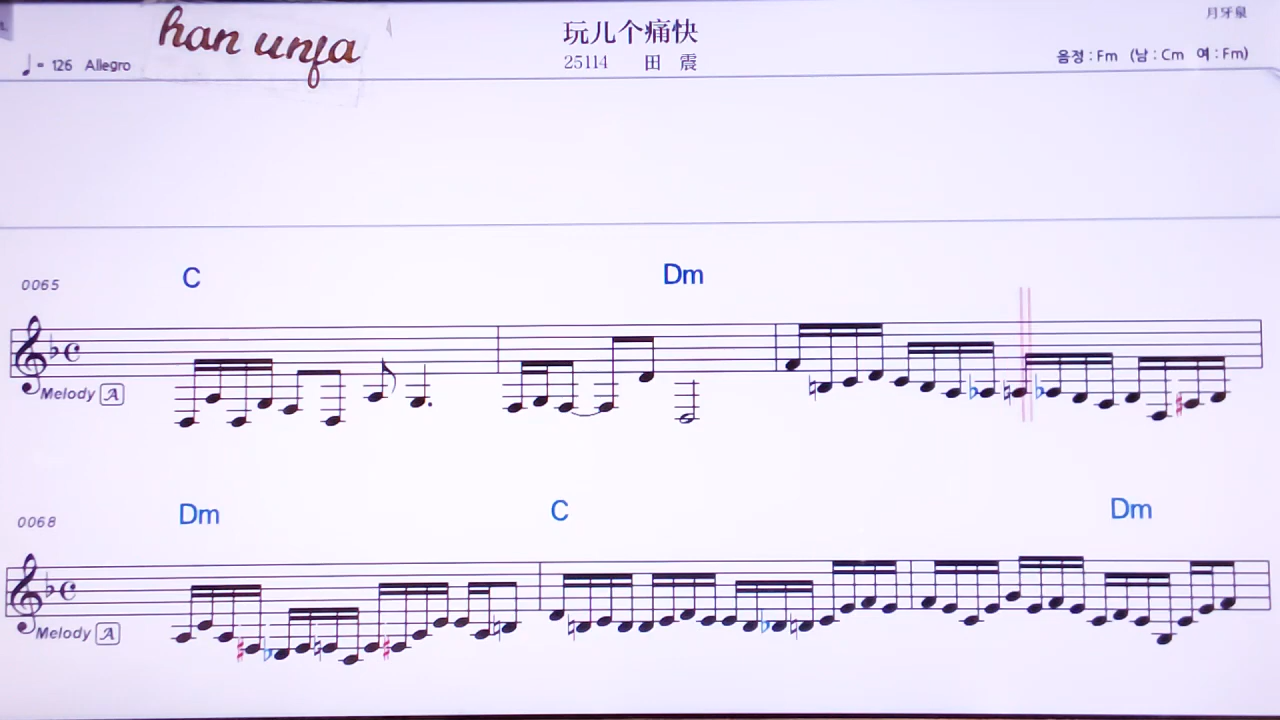 han unfa
玩儿个痛快
月牙泉
♩= 126 Allegro
25114 田 震
음정 : Fm (남 : Cm 여 : Fm)
C Dm
0065
Melody A
Dm C Dm
0068
Melody A